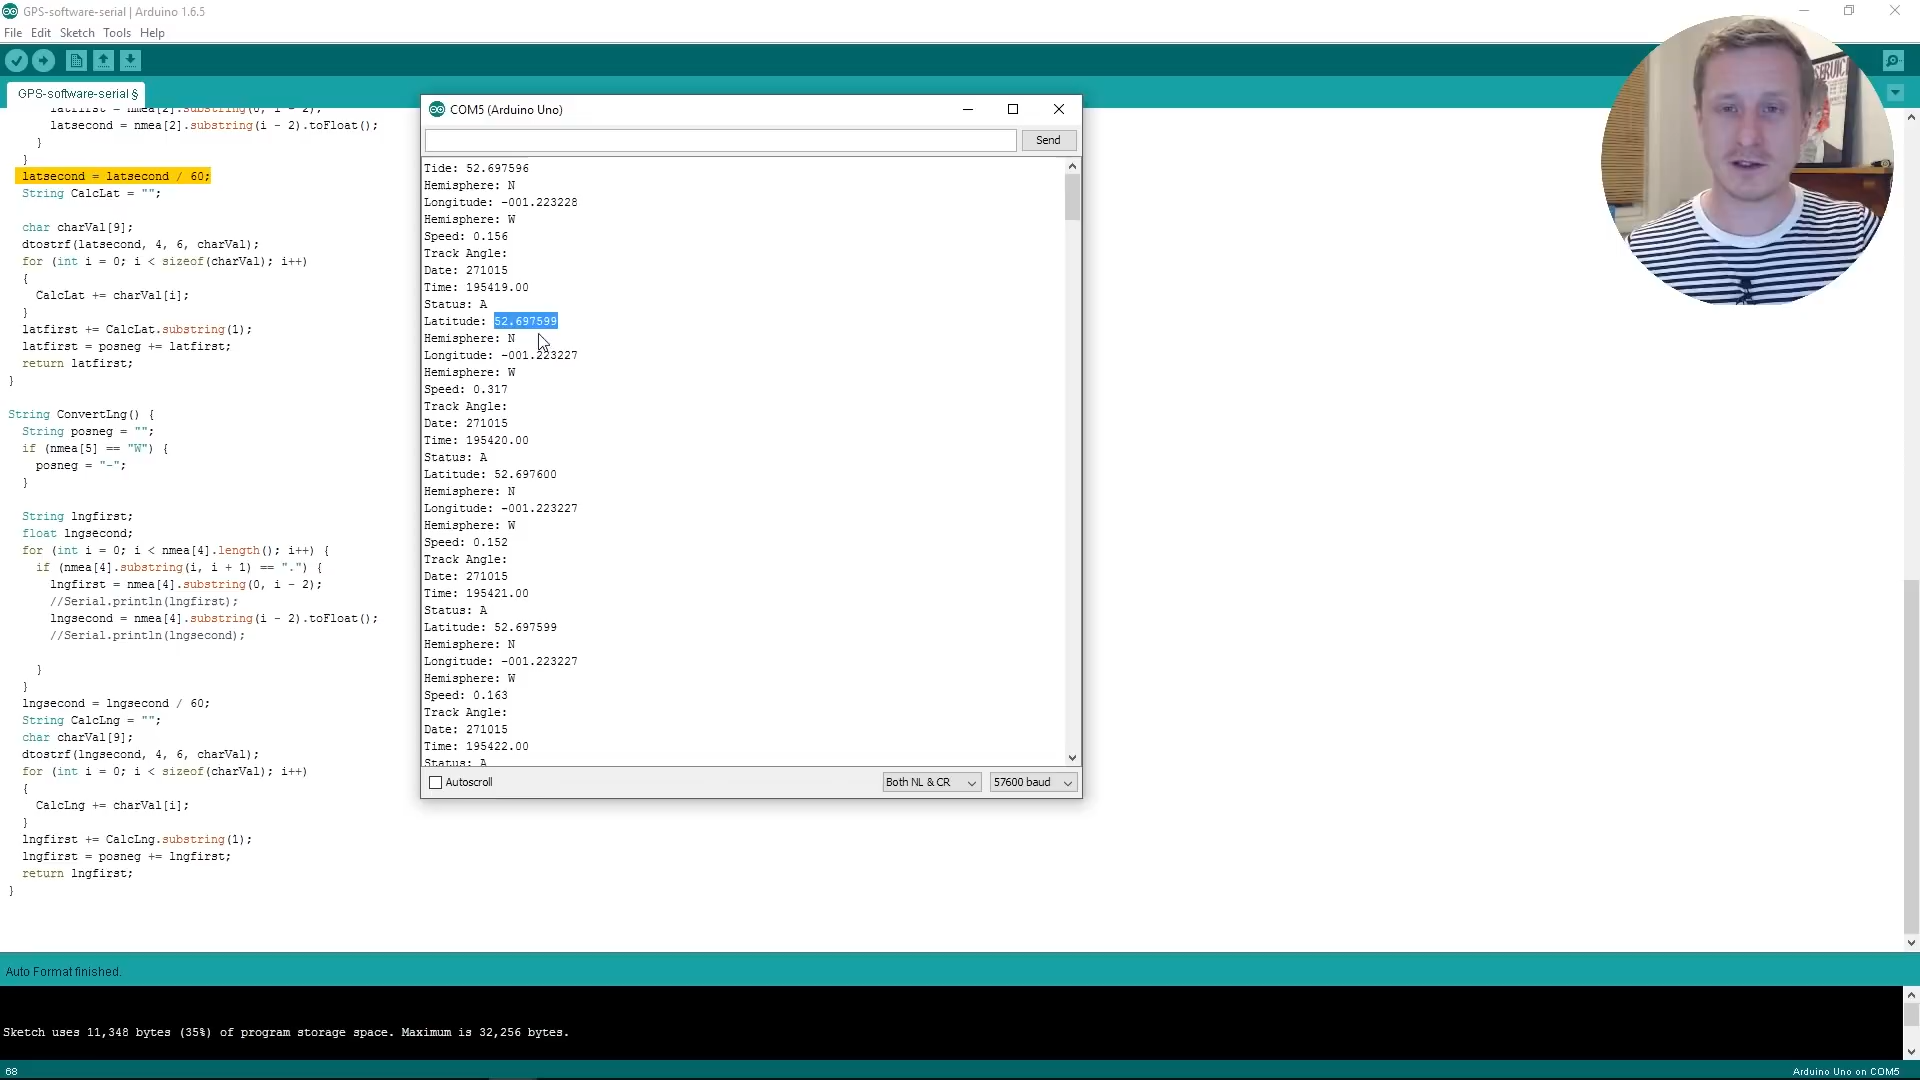 GPS-software-serial | Arduino 1.6.5
File Edit Sketch Tools Help
GPS-software-serial §
latfirst = nmea[2].substring(0, i - 2);
latsecond = nmea[2].substring(i - 2).toFloat();
}
}
latsecond = latsecond / 60;
String CalcLat = "";
char charVal[9];
dtostrf(latsecond, 4, 6, charVal);
for (int i = 0; i < sizeof(charVal); i++)
{
CalcLat += charVal[i];
}
latfirst += CalcLat.substring(1);
latfirst = posneg += latfirst;
return latfirst;
}
String ConvertLng() {
String posneg = "";
if (nmea[5] == "W") {
posneg = "-";
}
String lngfirst;
float lngsecond;
for (int i = 0; i < nmea[4].length(); i++) {
if (nmea[4].substring(i, i + 1) == ".") {
lngfirst = nmea[4].substring(0, i - 2);
//Serial.println(lngfirst);
lngsecond = nmea[4].substring(i - 2).toFloat();
//Serial.println(lngsecond);
}
}
lngsecond = lngsecond / 60;
String CalcLng = "";
char charVal[9];
dtostrf(lngsecond, 4, 6, charVal);
for (int i = 0; i < sizeof(charVal); i++)
{
CalcLng += charVal[i];
}
lngfirst += CalcLng.substring(1);
lngfirst = posneg += lngfirst;
return lngfirst;
}
COM5 (Arduino Uno)
Send
Tide: 52.697596
Hemisphere: N
Longitude: -001.223228
Hemisphere: W
Speed: 0.156
Track Angle:
Date: 271015
Time: 195419.00
Status: A
Latitude: 52.697599
Hemisphere: N
Longitude: -001.223227
Hemisphere: W
Speed: 0.317
Track Angle:
Date: 271015
Time: 195420.00
Status: A
Latitude: 52.697600
Hemisphere: N
Longitude: -001.223227
Hemisphere: W
Speed: 0.152
Track Angle:
Date: 271015
Time: 195421.00
Status: A
Latitude: 52.697599
Hemisphere: N
Longitude: -001.223227
Hemisphere: W
Speed: 0.163
Track Angle:
Date: 271015
Time: 195422.00
Status: A
Autoscroll
Both NL & CR
57600 baud
Auto Format finished.
Sketch uses 11,348 bytes (35%) of program storage space. Maximum is 32,256 bytes.
68
Arduino Uno on COM5